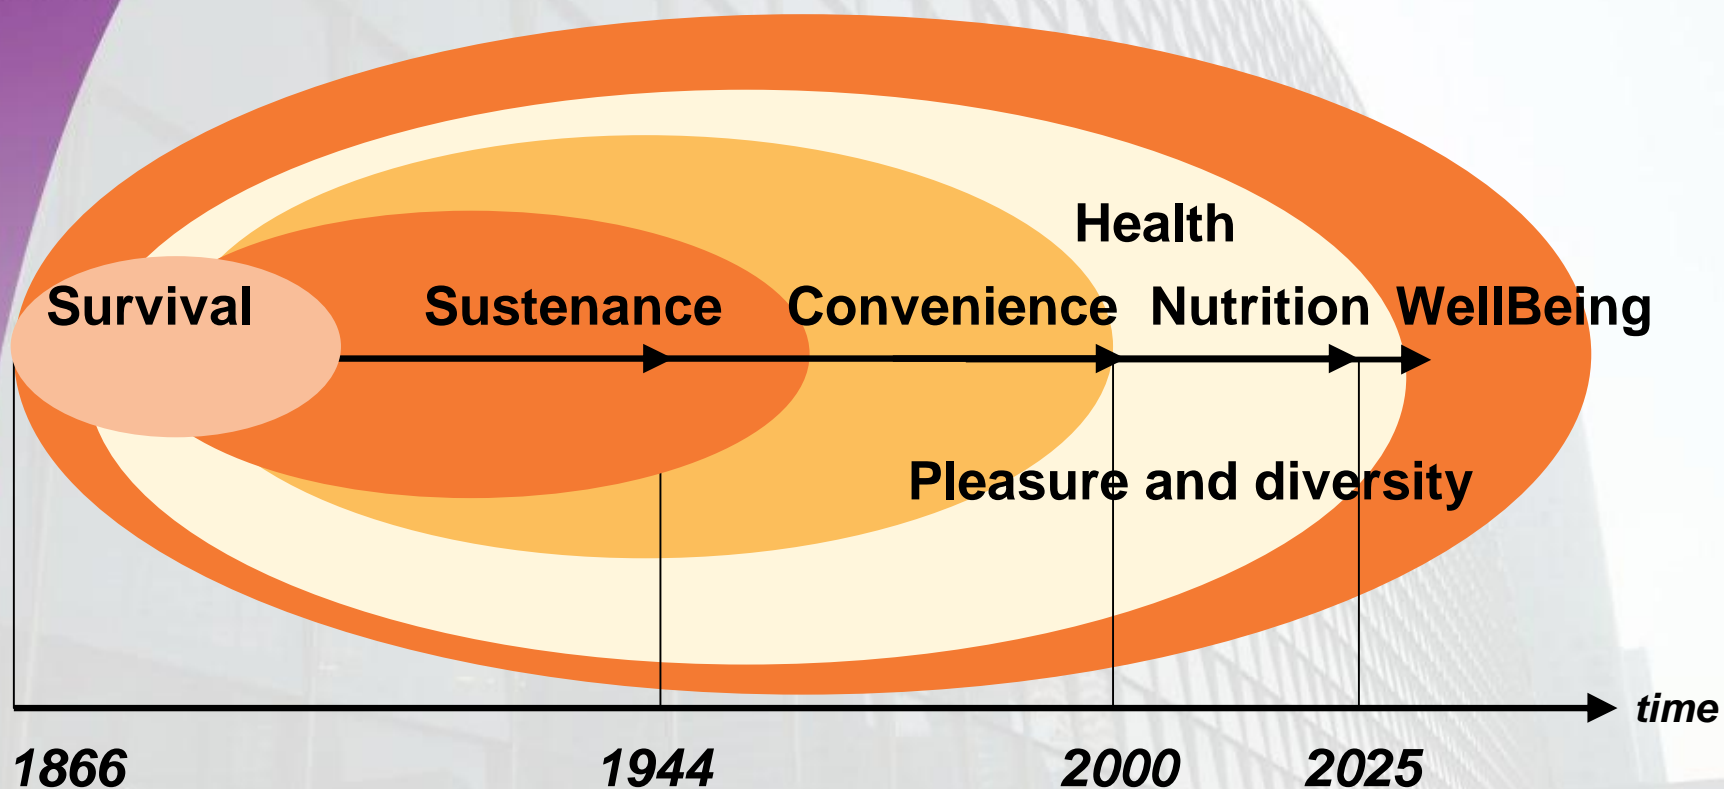 Health
Survival Sustenance Convenience Nutrition WellBeing
Pleasure and diversity
time
1866 1944 2000 2025